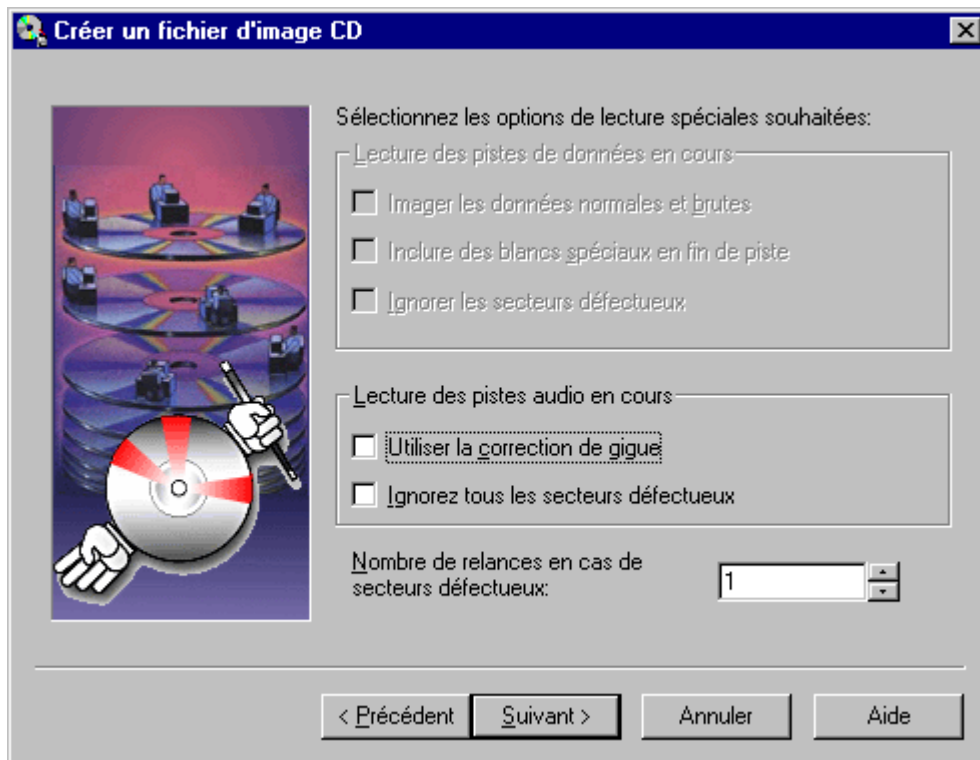 Créer un fichier d'image CD
Sélectionnez les options de lecture spéciales souhaitées:
Lecture des pistes de données en cours
Imager les données normales et brutes
Inclure des blancs spéciaux en fin de piste
Ignorer les secteurs défectueux
Lecture des pistes audio en cours
Utiliser la correction de gigue
Ignorez tous les secteurs défectueux
Nombre de relances en cas de
secteurs défectueux:
1
< Précédent
Suivant >
Annuler
Aide